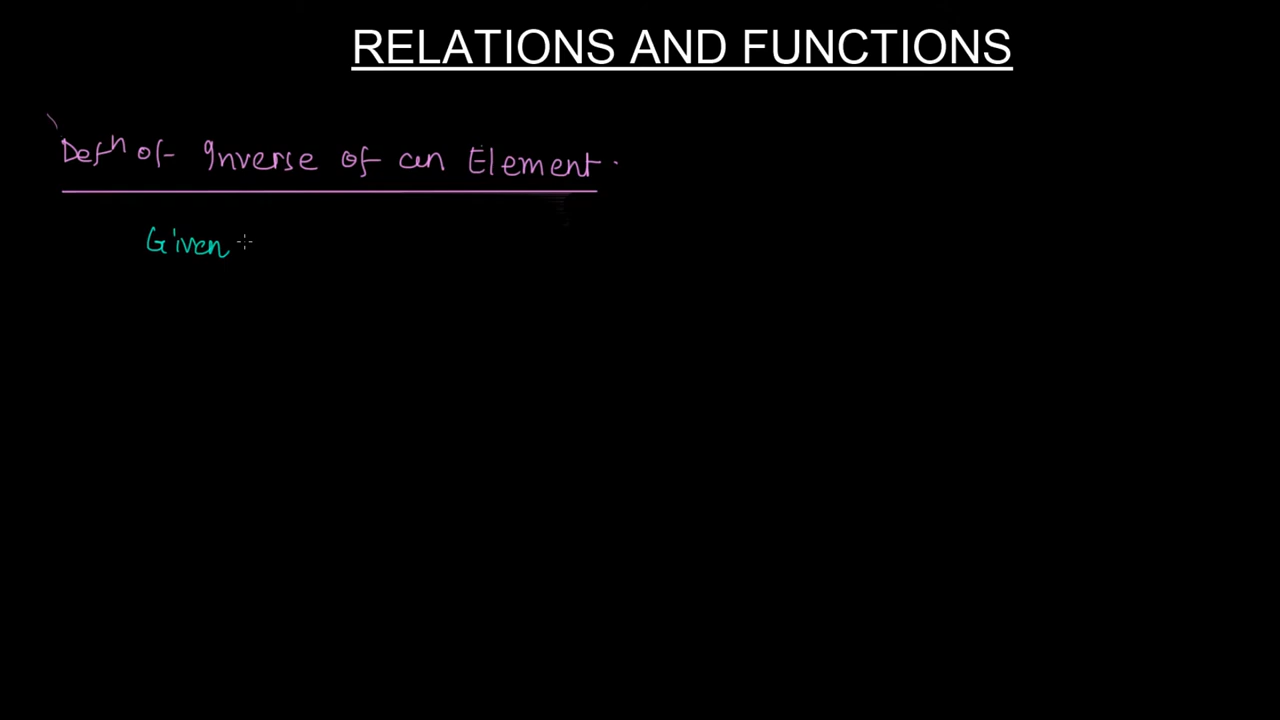 RELATIONS AND FUNCTIONS
Defⁿ of Inverse of an Element.
Given